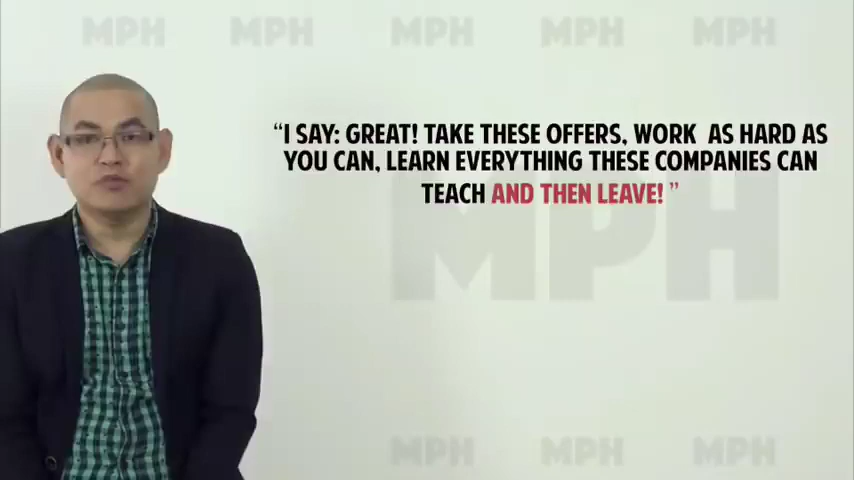 MPH MPH MPH MPH MPH
“I SAY: GREAT! TAKE THESE OFFERS, WORK AS HARD AS
YOU CAN, LEARN EVERYTHING THESE COMPANIES CAN
TEACH AND THEN LEAVE! ”
MPH
MPH MPH MPH